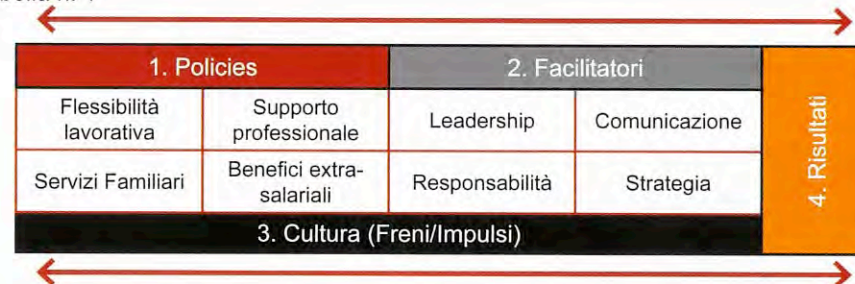 1. Policies
2. Facilitatori
Flessibilità
lavorativa
Supporto
professionale
Leadership
Comunicazione
Servizi Familiari
Benefici extra-
salariali
Responsabilità
Strategia
3. Cultura (Freni/Impulsi)
4. Risultati